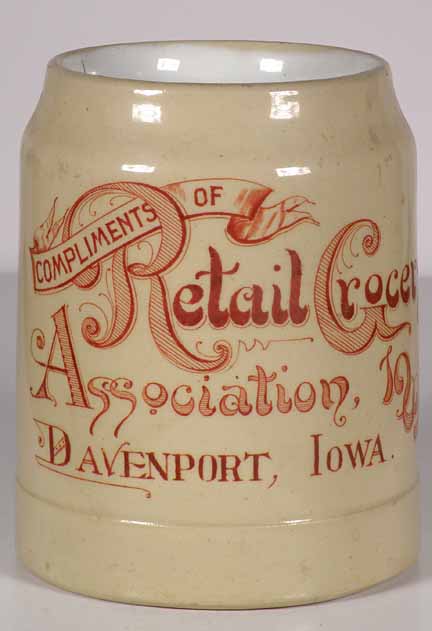 COMPLIMENTS OF
Retail Grocer
Association,
DAVENPORT, IOWA.